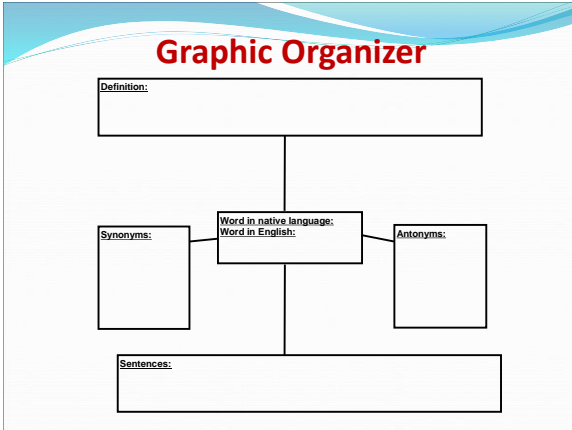 Graphic Organizer
Definition:
Word in native language:
Word in English:
Synonyms:
Antonyms:
Sentences: